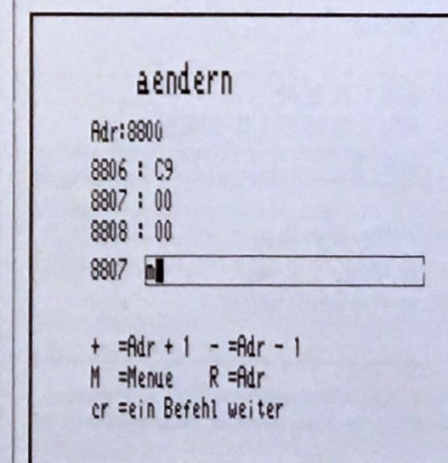 aendern
Adr:8800
8806 : C9
8807 : 00
8808 : 00
8807 m
+ =Adr + 1 - =Adr - 1
M =Menue R =Adr
cr =ein Befehl weiter